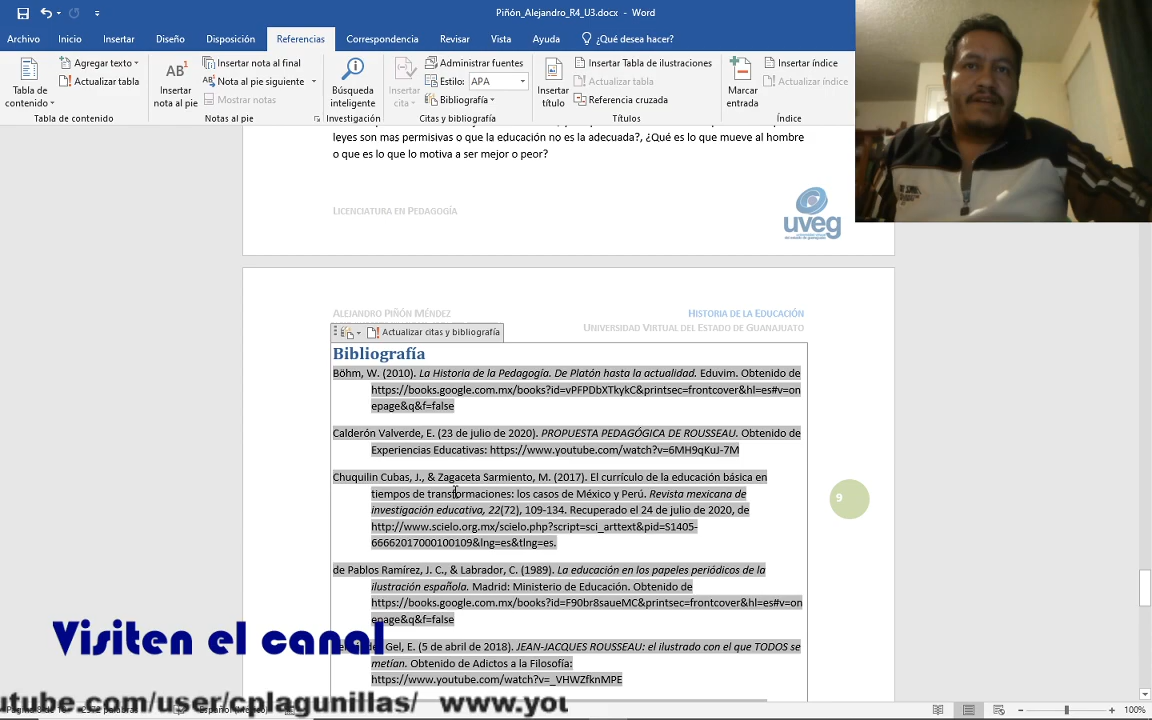 Piñón_Alejandro_R4_U3.docx - Word
Archivo Inicio Insertar Diseño Disposición Referencias Correspondencia Revisar Vista Ayuda ¿Qué desea hacer?
Tabla de contenido
Agregar texto
Actualizar tabla
Tabla de contenido
AB1
Insertar nota al pie
Insertar nota al final
Nota al pie siguiente
Mostrar notas
Notas al pie
Búsqueda inteligente
Investigación
Insertar cita
Administrar fuentes
Estilo: APA
Bibliografía
Citas y bibliografía
Insertar título
Insertar Tabla de ilustraciones
Actualizar tabla
Referencia cruzada
Títulos
Marcar entrada
Insertar índice
Actualizar índice
Índice
leyes son mas permisivas o que la educación no es la adecuada?, ¿Qué es lo que mueve al hombre
o que es lo que lo motiva a ser mejor o peor?
LICENCIATURA EN PEDAGOGÍA
uveg
ALEJANDRO PIÑÓN MÉNDEZ
HISTORIA DE LA EDUCACIÓN
UNIVERSIDAD VIRTUAL DEL ESTADO DE GUANAJUATO
Actualizar citas y bibliografía
Bibliografía
Böhm, W. (2010). La Historia de la Pedagogía. De Platón hasta la actualidad. Eduvim. Obtenido de
https://books.google.com.mx/books?id=vPFPDbXTkykC&printsec=frontcover&hl=es#v=on
epage&q&f=false
Calderón Valverde, E. (23 de julio de 2020). PROPUESTA PEDAGÓGICA DE ROUSSEAU. Obtenido de
Experiencias Educativas: https://www.youtube.com/watch?v=6MH9qKuJ-7M
Chuquilin Cubas, J., & Zagaceta Sarmiento, M. (2017). El currículo de la educación básica en
tiempos de transformaciones: los casos de México y Perú. Revista mexicana de
investigación educativa, 22(72), 109-134. Recuperado el 24 de julio de 2020, de
http://www.scielo.org.mx/scielo.php?script=sci_arttext&pid=S1405-
66662017000100109&lng=es&tlng=es.
9
de Pablos Ramírez, J. C., & Labrador, C. (1989). La educación en los papeles periódicos de la
ilustración española. Madrid: Ministerio de Educación. Obtenido de
https://books.google.com.mx/books?id=F90br8saueMC&printsec=frontcover&hl=es#v=on
epage&q&f=false
Visiten el canal
Gel, E. (5 de abril de 2018). JEAN-JACQUES ROUSSEAU: el ilustrado con el que TODOS se
metían. Obtenido de Adictos a la Filosofía:
https://www.youtube.com/watch?v=_VHWZfknMPE
utube.com/user/cplagunillas/ www.you
100%